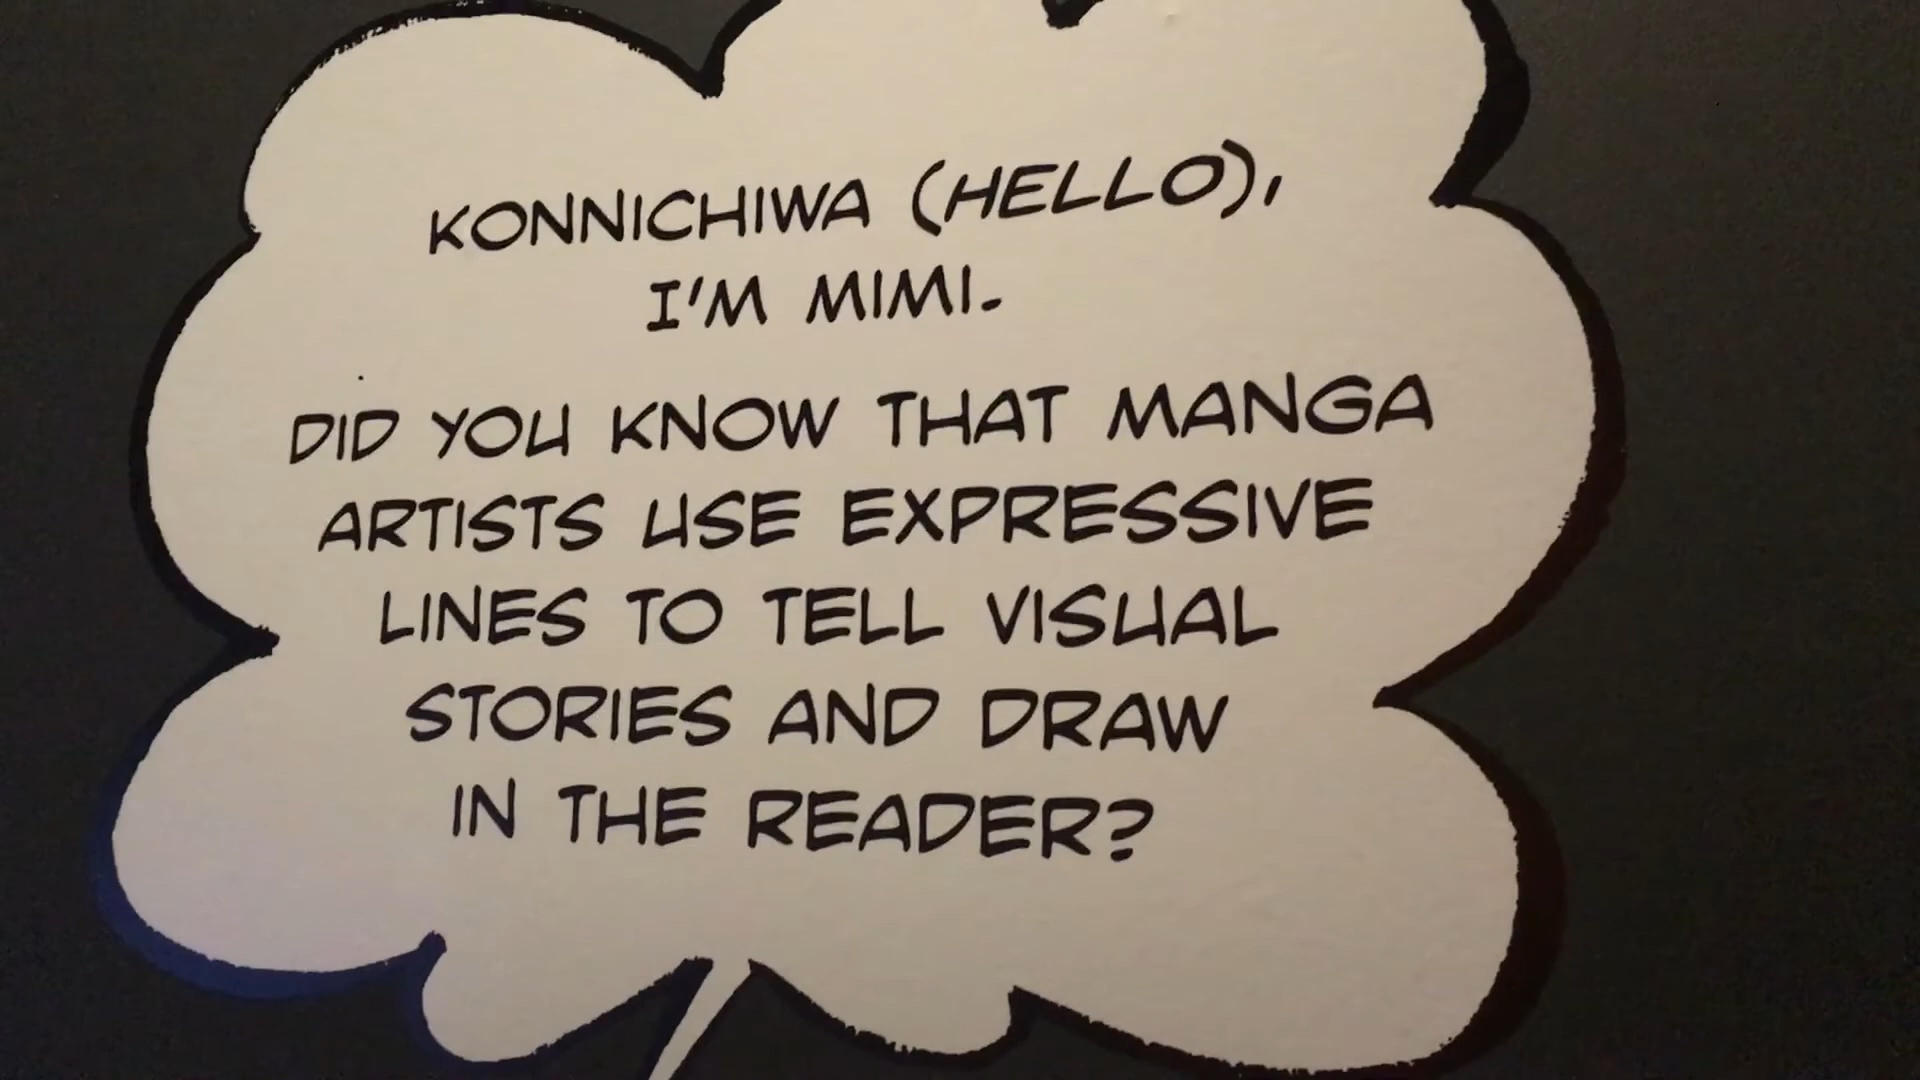 KONNICHIWA (HELLO),
I'M MIMI.
DID YOU KNOW THAT MANGA
ARTISTS USE EXPRESSIVE
LINES TO TELL VISUAL
STORIES AND DRAW
IN THE READER?